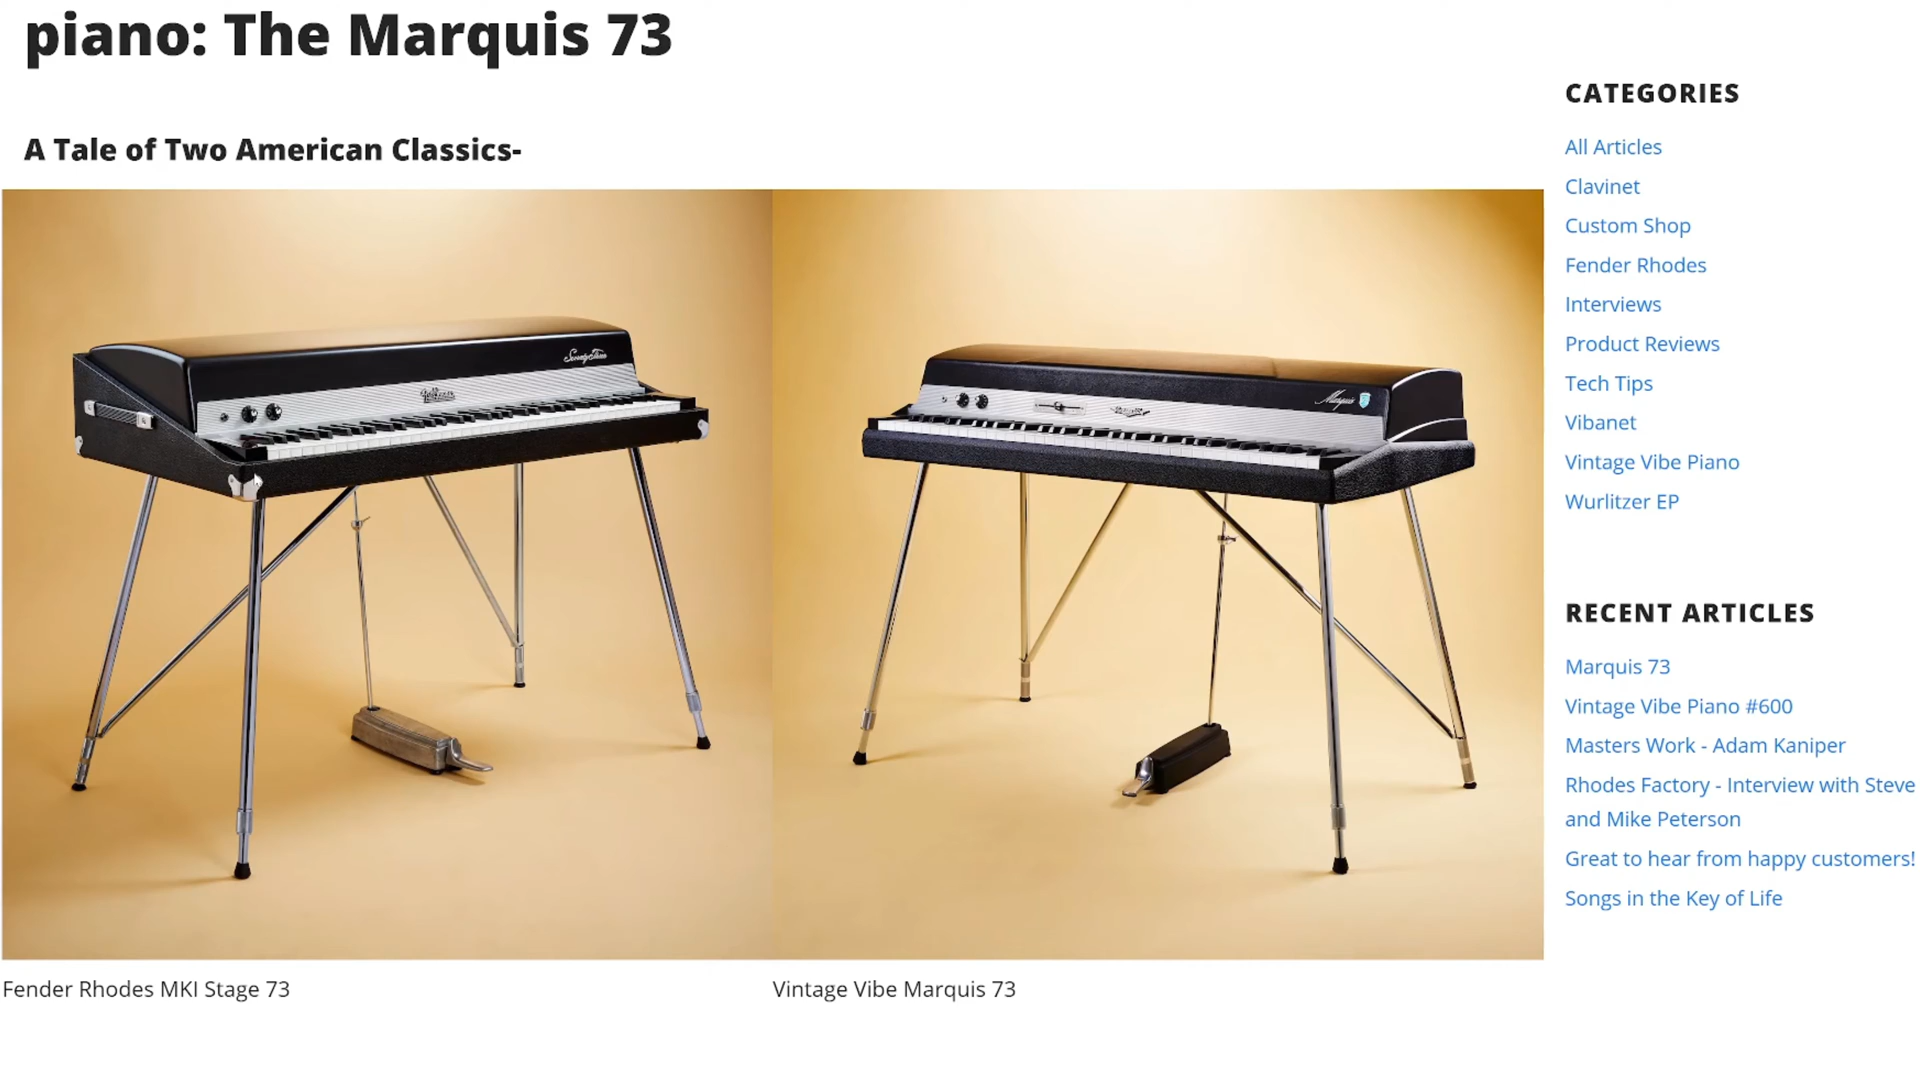 piano: The Marquis 73
A Tale of Two American Classics-
Seventy Three
Marquis
Fender Rhodes MKI Stage 73
Vintage Vibe Marquis 73
CATEGORIES
All Articles
Clavinet
Custom Shop
Fender Rhodes
Interviews
Product Reviews
Tech Tips
Vibanet
Vintage Vibe Piano
Wurlitzer EP
RECENT ARTICLES
Marquis 73
Vintage Vibe Piano #600
Masters Work - Adam Kaniper
Rhodes Factory - Interview with Steve
and Mike Peterson
Great to hear from happy customers!
Songs in the Key of Life